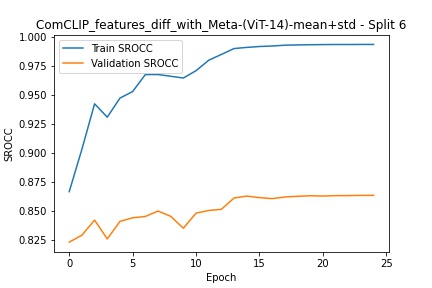 ComCLIP_features_diff_with_Meta-(ViT-14)-mean+std - Split 6
1.000
0.975
0.950
0.925
0.900
0.875
0.850
0.825
SROCC
Train SROCC
Validation SROCC
0
5
10
15
20
25
Epoch